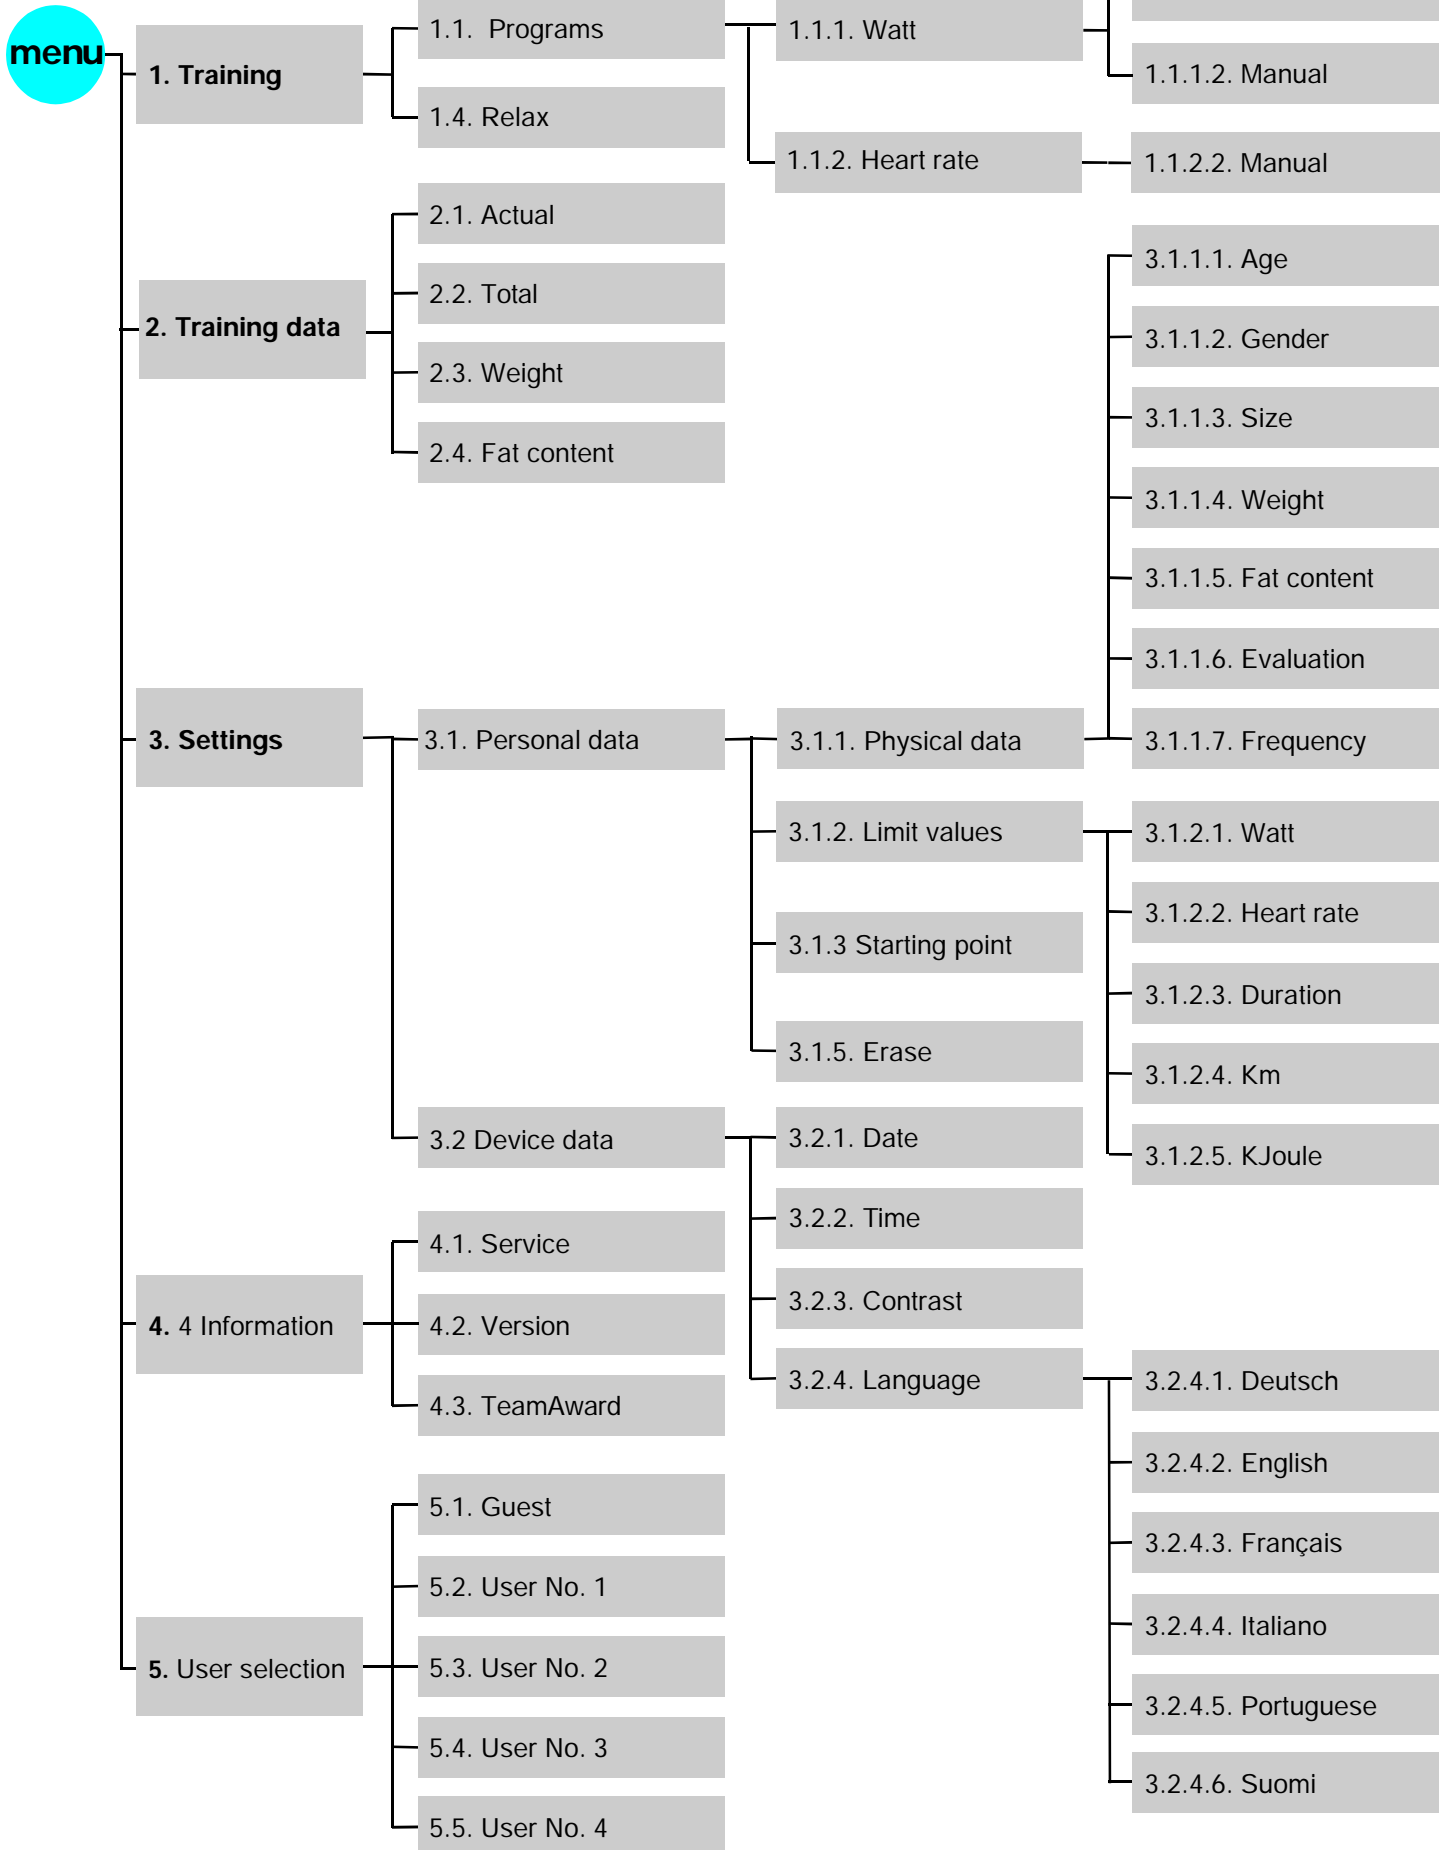 menu
1. Training
1.1.  Programs
1.4. Relax
1.1.1. Watt
1.1.1.2. Manual
1.1.2. Heart rate
1.1.2.2. Manual
2. Training data
2.1. Actual
2.2. Total
2.3. Weight
2.4. Fat content
3. Settings
3.1. Personal data
3.1.1. Physical data
3.1.1.1. Age
3.1.1.2. Gender
3.1.1.3. Size
3.1.1.4. Weight
3.1.1.5. Fat content
3.1.1.6. Evaluation
3.1.1.7. Frequency
3.1.2. Limit values
3.1.2.1. Watt
3.1.2.2. Heart rate
3.1.2.3. Duration
3.1.2.4. Km
3.1.2.5. KJoule
3.1.3 Starting point
3.1.5. Erase
3.2 Device data
3.2.1. Date
3.2.2. Time
3.2.3. Contrast
3.2.4. Language
3.2.4.1. Deutsch
3.2.4.2. English
3.2.4.3. Français
3.2.4.4. Italiano
3.2.4.5. Portuguese
3.2.4.6. Suomi
4. 4 Information
4.1. Service
4.2. Version
4.3. TeamAward
5. User selection
5.1. Guest
5.2. User No. 1
5.3. User No. 2
5.4. User No. 3
5.5. User No. 4